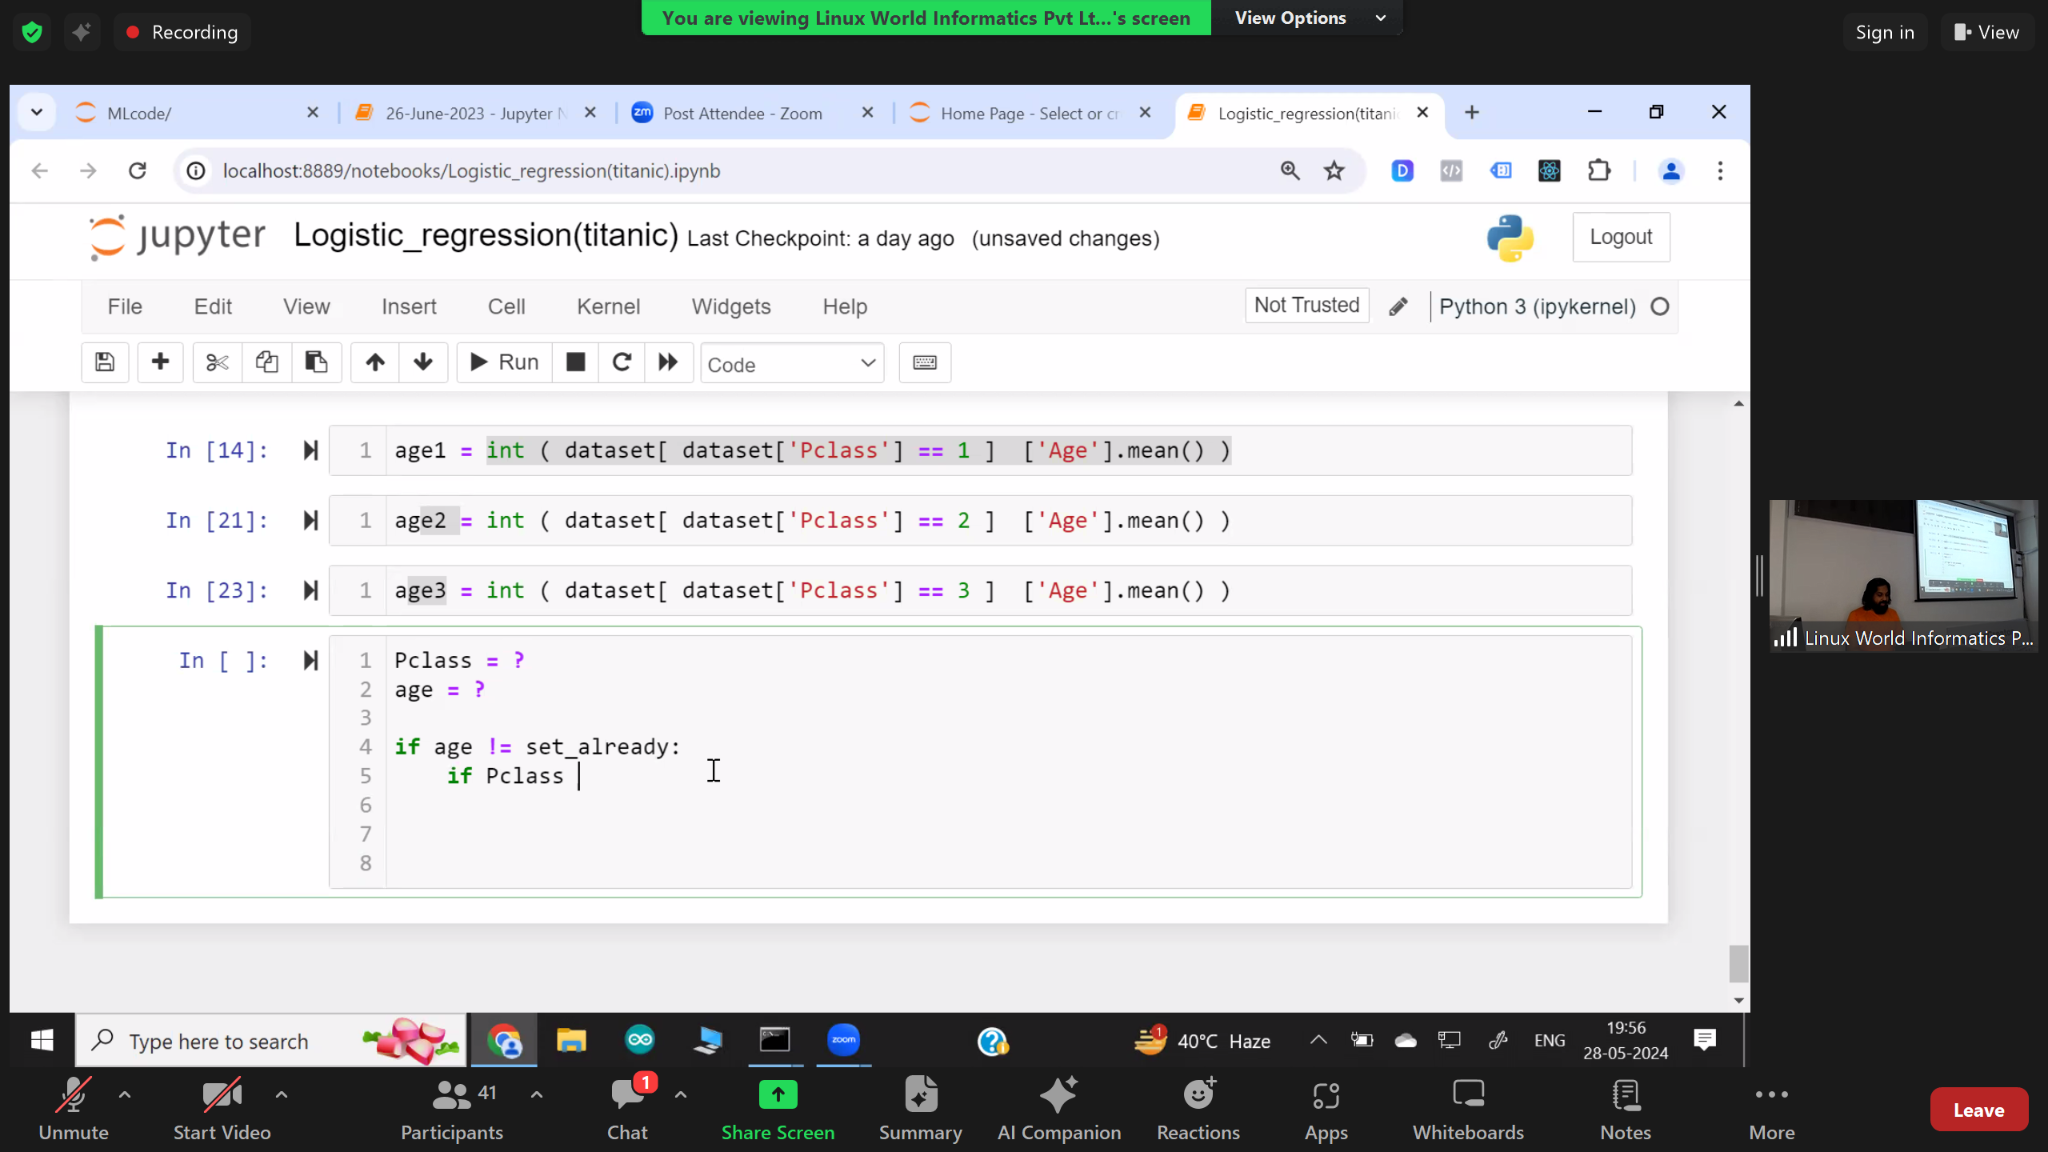 You are viewing Linux World Informatics Pvt Lt...'s screen
View Options
Recording
Sign in
View
MLcode/
26-June-2023 - Jupyter N
Post Attendee - Zoom
Home Page - Select or cr
Logistic_regression(titani
localhost:8889/notebooks/Logistic_regression(titanic).ipynb
jupyter
Logistic_regression(titanic) Last Checkpoint: a day ago (unsaved changes)
Logout
File
Edit
View
Insert
Cell
Kernel
Widgets
Help
Not Trusted
Python 3 (ipykernel)
Run
Code
In [14]:
1 age1 = int ( dataset[ dataset['Pclass'] == 1 ] ['Age'].mean() )
In [21]:
1 age2 = int ( dataset[ dataset['Pclass'] == 2 ] ['Age'].mean() )
In [23]:
1 age3 = int ( dataset[ dataset['Pclass'] == 3 ] ['Age'].mean() )
In [ ]:
1 Pclass = ?
2 age = ?
3
4 if age != set_already:
5 if Pclass
6
7
8
Linux World Informatics P...
Type here to search
zoom
1
40°C Haze
ENG
19:56
28-05-2024
Unmute
Start Video
41
Participants
1
Chat
Share Screen
Summary
AI Companion
Reactions
Apps
Whiteboards
Notes
More
Leave